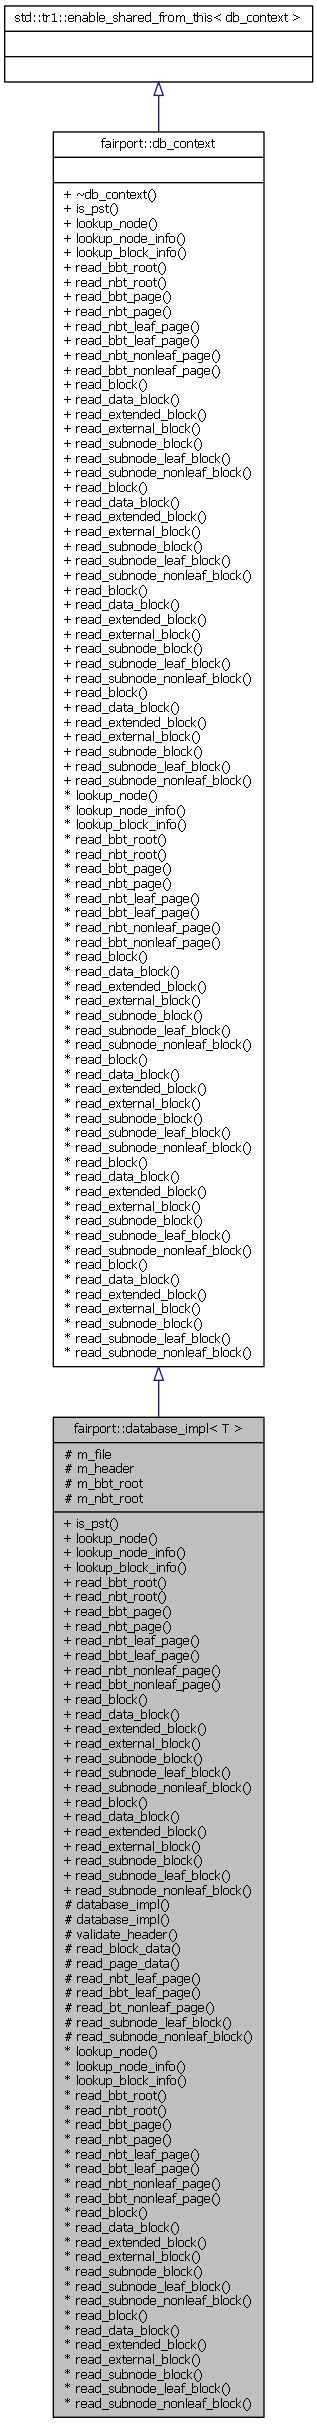 std::tr1::enable_shared_from_this< db_context >
fairport::db_context
+ ~db_context()
+ is_pst()
+ lookup_node()
+ lookup_node_info()
+ lookup_block_info()
+ read_bbt_root()
+ read_nbt_root()
+ read_bbt_page()
+ read_nbt_page()
+ read_nbt_leaf_page()
+ read_bbt_leaf_page()
+ read_nbt_nonleaf_page()
+ read_bbt_nonleaf_page()
+ read_block()
+ read_data_block()
+ read_extended_block()
+ read_external_block()
+ read_subnode_block()
+ read_subnode_leaf_block()
+ read_subnode_nonleaf_block()
+ read_block()
+ read_data_block()
+ read_extended_block()
+ read_external_block()
+ read_subnode_block()
+ read_subnode_leaf_block()
+ read_subnode_nonleaf_block()
+ read_block()
+ read_data_block()
+ read_extended_block()
+ read_external_block()
+ read_subnode_block()
+ read_subnode_leaf_block()
+ read_subnode_nonleaf_block()
+ read_block()
+ read_data_block()
+ read_extended_block()
+ read_external_block()
+ read_subnode_block()
+ read_subnode_leaf_block()
+ read_subnode_nonleaf_block()
* lookup_node()
* lookup_node_info()
* lookup_block_info()
* read_bbt_root()
* read_nbt_root()
* read_bbt_page()
* read_nbt_page()
* read_nbt_leaf_page()
* read_bbt_leaf_page()
* read_nbt_nonleaf_page()
* read_bbt_nonleaf_page()
* read_block()
* read_data_block()
* read_extended_block()
* read_external_block()
* read_subnode_block()
* read_subnode_leaf_block()
* read_subnode_nonleaf_block()
* read_block()
* read_data_block()
* read_extended_block()
* read_external_block()
* read_subnode_block()
* read_subnode_leaf_block()
* read_subnode_nonleaf_block()
* read_block()
* read_data_block()
* read_extended_block()
* read_external_block()
* read_subnode_block()
* read_subnode_leaf_block()
* read_subnode_nonleaf_block()
* read_block()
* read_data_block()
* read_extended_block()
* read_external_block()
* read_subnode_block()
* read_subnode_leaf_block()
* read_subnode_nonleaf_block()
fairport::database_impl< T >
# m_file
# m_header
# m_bbt_root
# m_nbt_root
+ is_pst()
+ lookup_node()
+ lookup_node_info()
+ lookup_block_info()
+ read_bbt_root()
+ read_nbt_root()
+ read_bbt_page()
+ read_nbt_page()
+ read_nbt_leaf_page()
+ read_bbt_leaf_page()
+ read_nbt_nonleaf_page()
+ read_bbt_nonleaf_page()
+ read_block()
+ read_data_block()
+ read_extended_block()
+ read_external_block()
+ read_subnode_block()
+ read_subnode_leaf_block()
+ read_subnode_nonleaf_block()
+ read_block()
+ read_data_block()
+ read_extended_block()
+ read_external_block()
+ read_subnode_block()
+ read_subnode_leaf_block()
+ read_subnode_nonleaf_block()
# database_impl()
# database_impl()
# validate_header()
# read_block_data()
# read_page_data()
# read_nbt_leaf_page()
# read_bbt_leaf_page()
# read_bt_nonleaf_page()
# read_subnode_leaf_block()
# read_subnode_nonleaf_block()
* lookup_node()
* lookup_node_info()
* lookup_block_info()
* read_bbt_root()
* read_nbt_root()
* read_bbt_page()
* read_nbt_page()
* read_nbt_leaf_page()
* read_bbt_leaf_page()
* read_nbt_nonleaf_page()
* read_bbt_nonleaf_page()
* read_block()
* read_data_block()
* read_extended_block()
* read_external_block()
* read_subnode_block()
* read_subnode_leaf_block()
* read_subnode_nonleaf_block()
* read_block()
* read_data_block()
* read_extended_block()
* read_external_block()
* read_subnode_block()
* read_subnode_leaf_block()
* read_subnode_nonleaf_block()